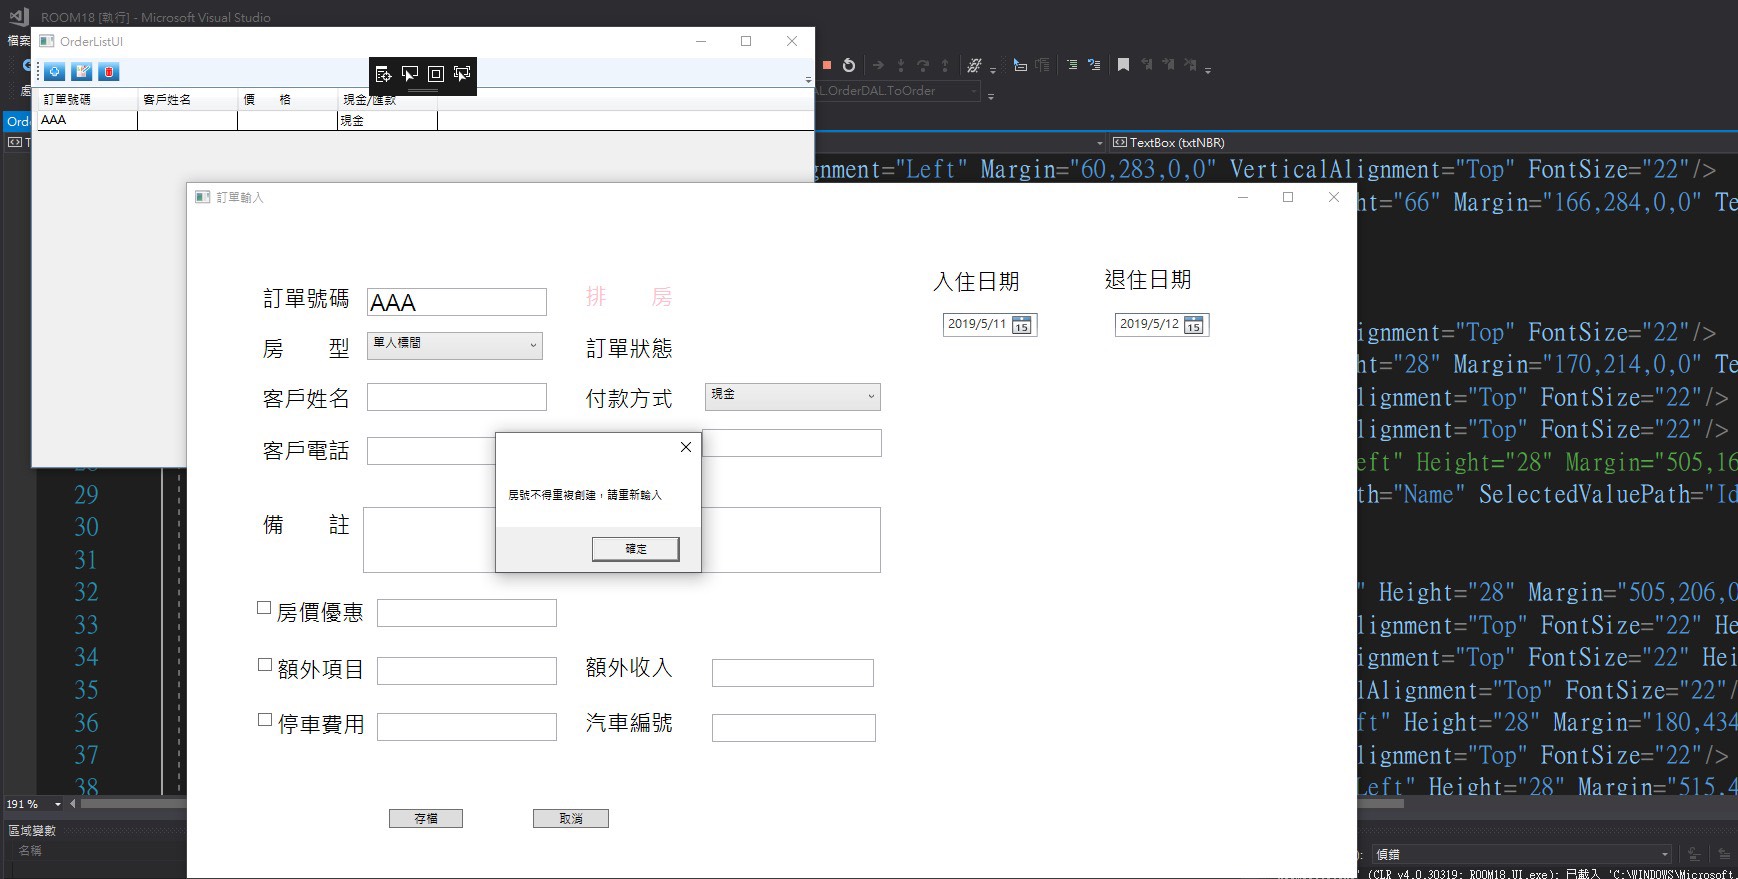 ROOM18 [執行] - Microsoft Visual Studio
檔案
OrderListUI
訂單號碼 客戶姓名 價 格 現金/匯款
AAA 現金
AL.OrderDAL.ToOrder
Orde
TextBox (txtNBR)
gnment="Left" Margin="60,283,0,0" VerticalAlignment="Top" FontSize="22"/>
ht="66" Margin="166,284,0,0" Te
訂單輸入
入住日期 退住日期
訂單號碼 AAA 排 房
2019/5/11 15 2019/5/12 15
房 型 單人標間 訂單狀態
客戶姓名 付款方式 現金
客戶電話
房號不得重複創建，請重新輸入
確定
備 註
房價優惠
額外項目 額外收入
停車費用 汽車編號
存檔 取消
lignment="Top" FontSize="22"/>
ht="28" Margin="170,214,0,0" Te
lignment="Top" FontSize="22"/>
lignment="Top" FontSize="22"/>
eft" Height="28" Margin="505,16
29 th="Name" SelectedValuePath="Id
30
31
32 " Height="28" Margin="505,206,0
33 ignment="Top" FontSize="22" He
34 ignment="Top" FontSize="22" Hei
35 lAlignment="Top" FontSize="22"/
36 ft" Height="28" Margin="180,434
37 lignment="Top" FontSize="22"/>
38 Left" Height="28" Margin="515,4
191 %
區域變數
名稱
): 偵錯
(CLR v4.0.30319: ROOM18.UI.exe): 已載入 'C:\WINDOWS\Microsoft